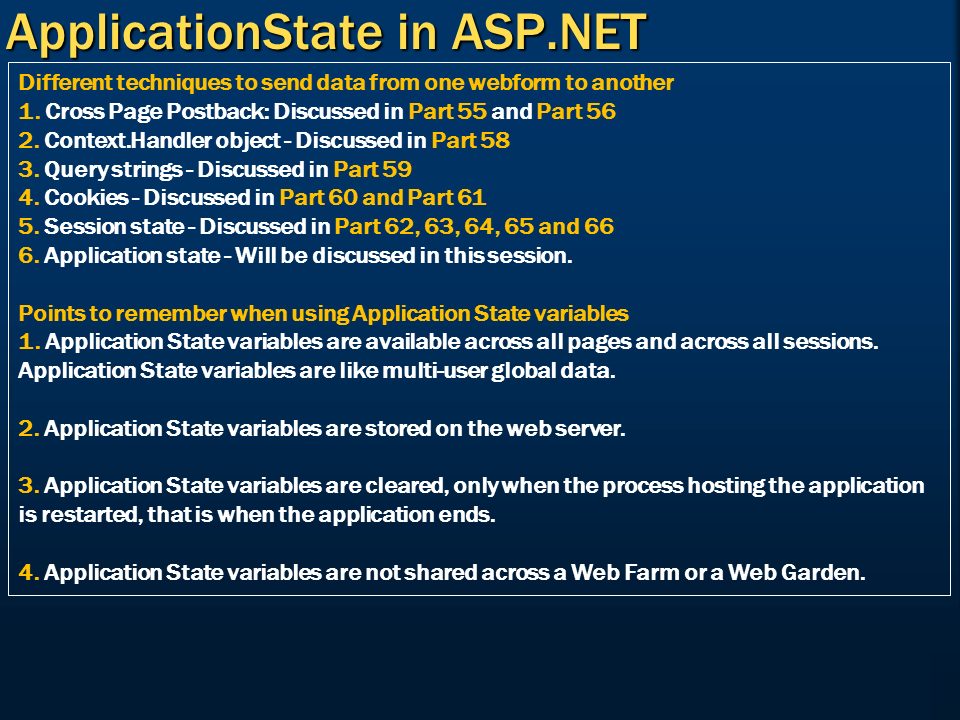 ApplicationState in ASP.NET
Different techniques to send data from one webform to another
1. Cross Page Postback: Discussed in Part 55 and Part 56
2. Context.Handler object - Discussed in Part 58
3. Query strings - Discussed in Part 59
4. Cookies - Discussed in Part 60 and Part 61
5. Session state - Discussed in Part 62, 63, 64, 65 and 66
6. Application state - Will be discussed in this session.
Points to remember when using Application State variables
1. Application State variables are available across all pages and across all sessions.
Application State variables are like multi-user global data.
2. Application State variables are stored on the web server.
3. Application State variables are cleared, only when the process hosting the application
is restarted, that is when the application ends.
4. Application State variables are not shared across a Web Farm or a Web Garden.